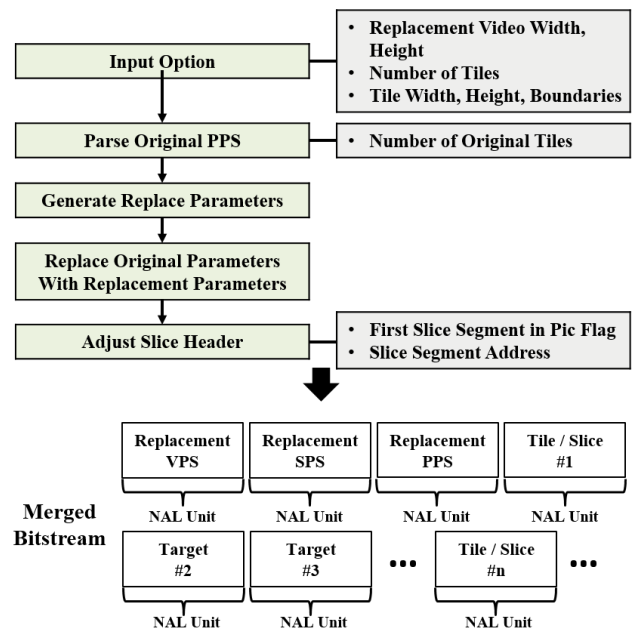 Input Option
• Replacement Video Width,
Height
• Number of Tiles
• Tile Width, Height, Boundaries
Parse Original PPS
• Number of Original Tiles
Generate Replace Parameters
Replace Original Parameters
With Replacement Parameters
Adjust Slice Header
• First Slice Segment in Pic Flag
• Slice Segment Address
Merged
Bitstream
Replacement
VPS
Replacement
SPS
Replacement
PPS
Tile / Slice
#1
NAL Unit
NAL Unit
NAL Unit
NAL Unit
Target
#2
Target
#3
•••
Tile / Slice
#n
•••
NAL Unit
NAL Unit
NAL Unit